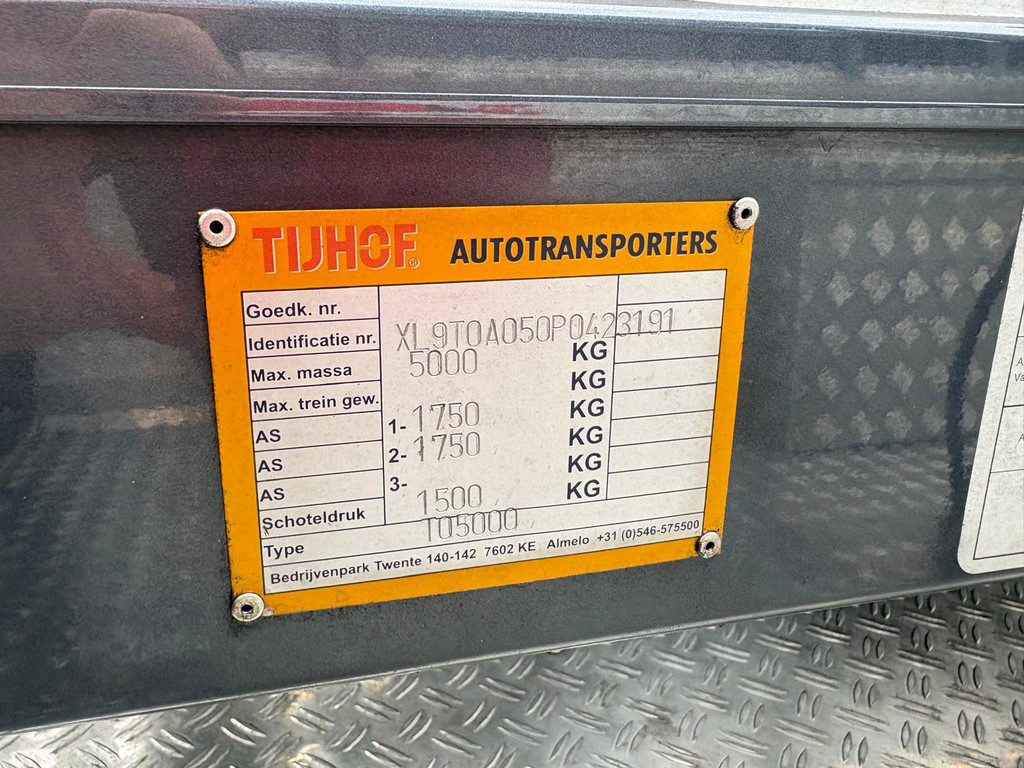 TIJHOF® AUTOTRANSPORTERS
Goedk. nr.
Identificatie nr. XL9T0A050P0423191
Max. massa 5000 KG
Max. trein gew. KG
AS 1- 1750 KG
AS 2- 1750 KG
AS 3- KG
Schoteldruk 1500 KG
Type TO5000
Bedrijvenpark Twente 140-142 7602 KE Almelo +31 (0)546-575500